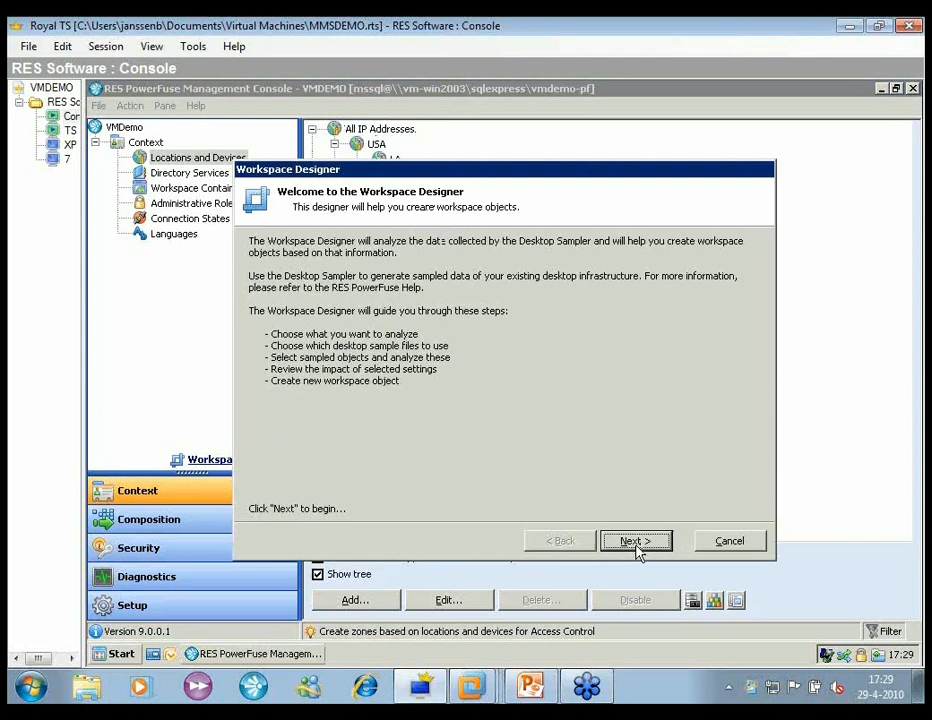 Royal TS [C:\Users\janssenb\Documents\Virtual Machines\MMSDEMO.rts] - RES Software : Console
File Edit Session View Tools Help
RES Software : Console
VMDEMO
RES Sc
Cor
TS
XP
7
RES PowerFuse Management Console - VMDEMO [mssql@\\vm-win2003\sqlexpress\vmdemo-pf]
File Action Pane Help
VMDemo
Context
Locations and Devices
Directory Services
Workspace Contain
Administrative Role
Connection States
Languages
All IP Addresses.
USA
Workspace Designer
Welcome to the Workspace Designer
This designer will help you create workspace objects.
The Workspace Designer will analyze the data collected by the Desktop Sampler and will help you create workspace
objects based on that information.
Use the Desktop Sampler to generate sampled data of your existing desktop infrastructure. For more information,
please refer to the RES PowerFuse Help.
The Workspace Designer will guide you through these steps:
- Choose what you want to analyze
- Choose which desktop sample files to use
- Select sampled objects and analyze these
- Review the impact of selected settings
- Create new workspace object
Click "Next" to begin...
< Back Next > Cancel
Workspa
Context
Composition
Security
Diagnostics
Setup
Show tree
Add... Edit... Delete... Disable
Version 9.0.0.1
Create zones based on locations and devices for Access Control
Filter
Start
RES PowerFuse Managem...
17:29
17:29
29-4-2010